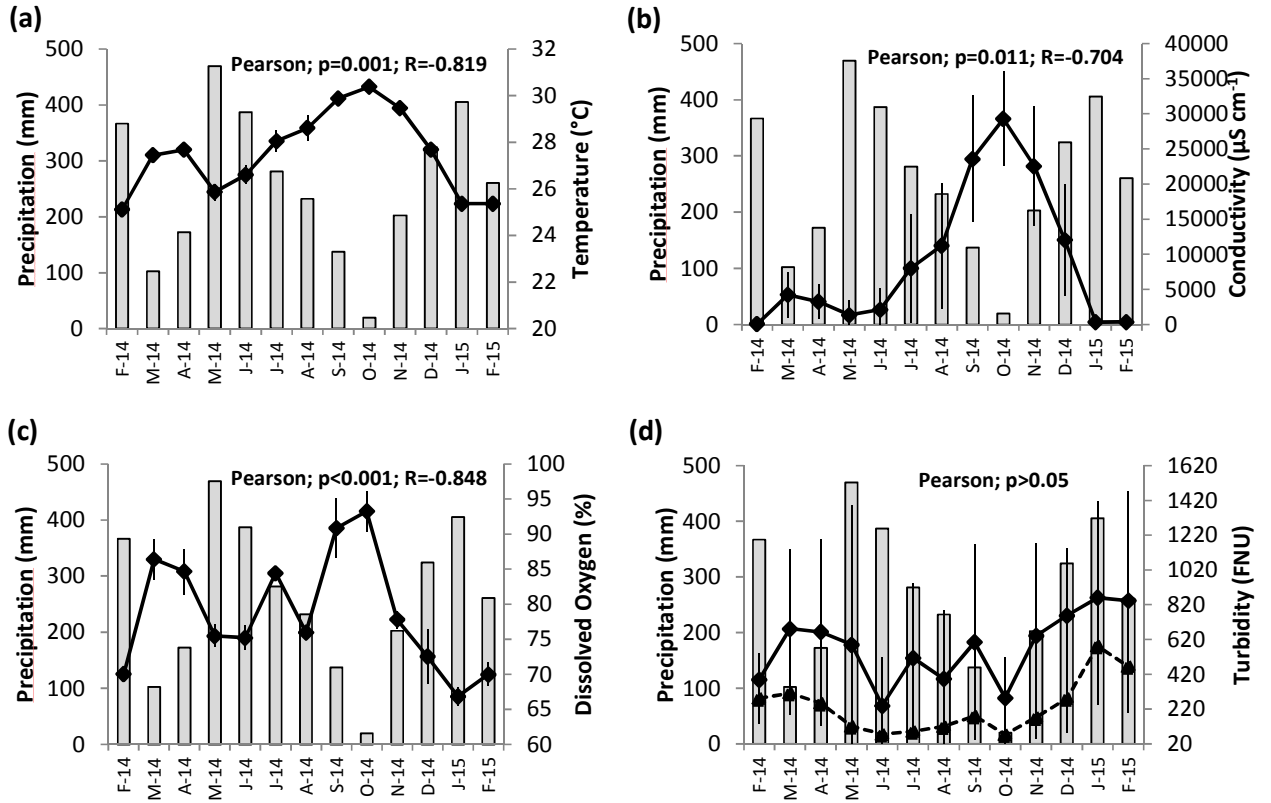 (a)
Pearson; p=0.001; R=-0.819
Precipitation (mm)
500
400
300
200
100
0
Temperature (°C)
32
30
28
26
24
22
20
F-14
M-14
A-14
M-14
J-14
J-14
A-14
S-14
O-14
N-14
D-14
J-15
F-15
(b)
Pearson; p=0.011; R=-0.704
Precipitation (mm)
500
400
300
200
100
0
Conductivity (µS cm⁻¹)
40000
35000
30000
25000
20000
15000
10000
5000
0
F-14
M-14
A-14
M-14
J-14
J-14
A-14
S-14
O-14
N-14
D-14
J-15
F-15
(c)
Pearson; p<0.001; R=-0.848
Precipitation (mm)
500
400
300
200
100
0
Dissolved Oxygen (%)
100
95
90
85
80
75
70
65
60
F-14
M-14
A-14
M-14
J-14
J-14
A-14
S-14
O-14
N-14
D-14
J-15
F-15
(d)
Pearson; p>0.05
Precipitation (mm)
500
400
300
200
100
0
Turbidity (FNU)
1620
1420
1220
1020
820
620
420
220
20
F-14
M-14
A-14
M-14
J-14
J-14
A-14
S-14
O-14
N-14
D-14
J-15
F-15